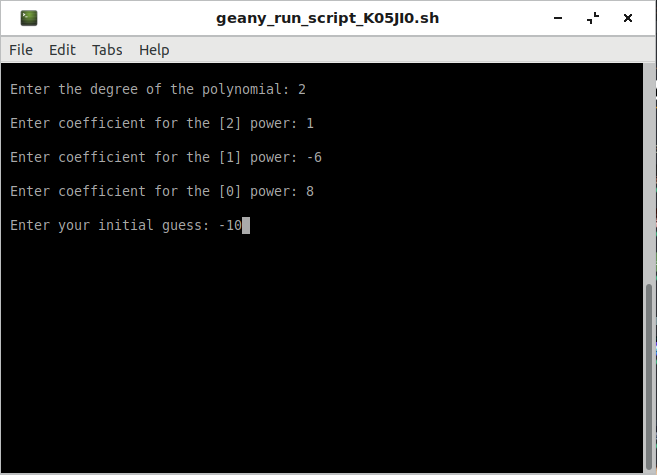 geany_run_script_K05JI0.sh
File Edit Tabs Help
Enter the degree of the polynomial: 2
Enter coefficient for the [2] power: 1
Enter coefficient for the [1] power: -6
Enter coefficient for the [0] power: 8
Enter your initial guess: -10